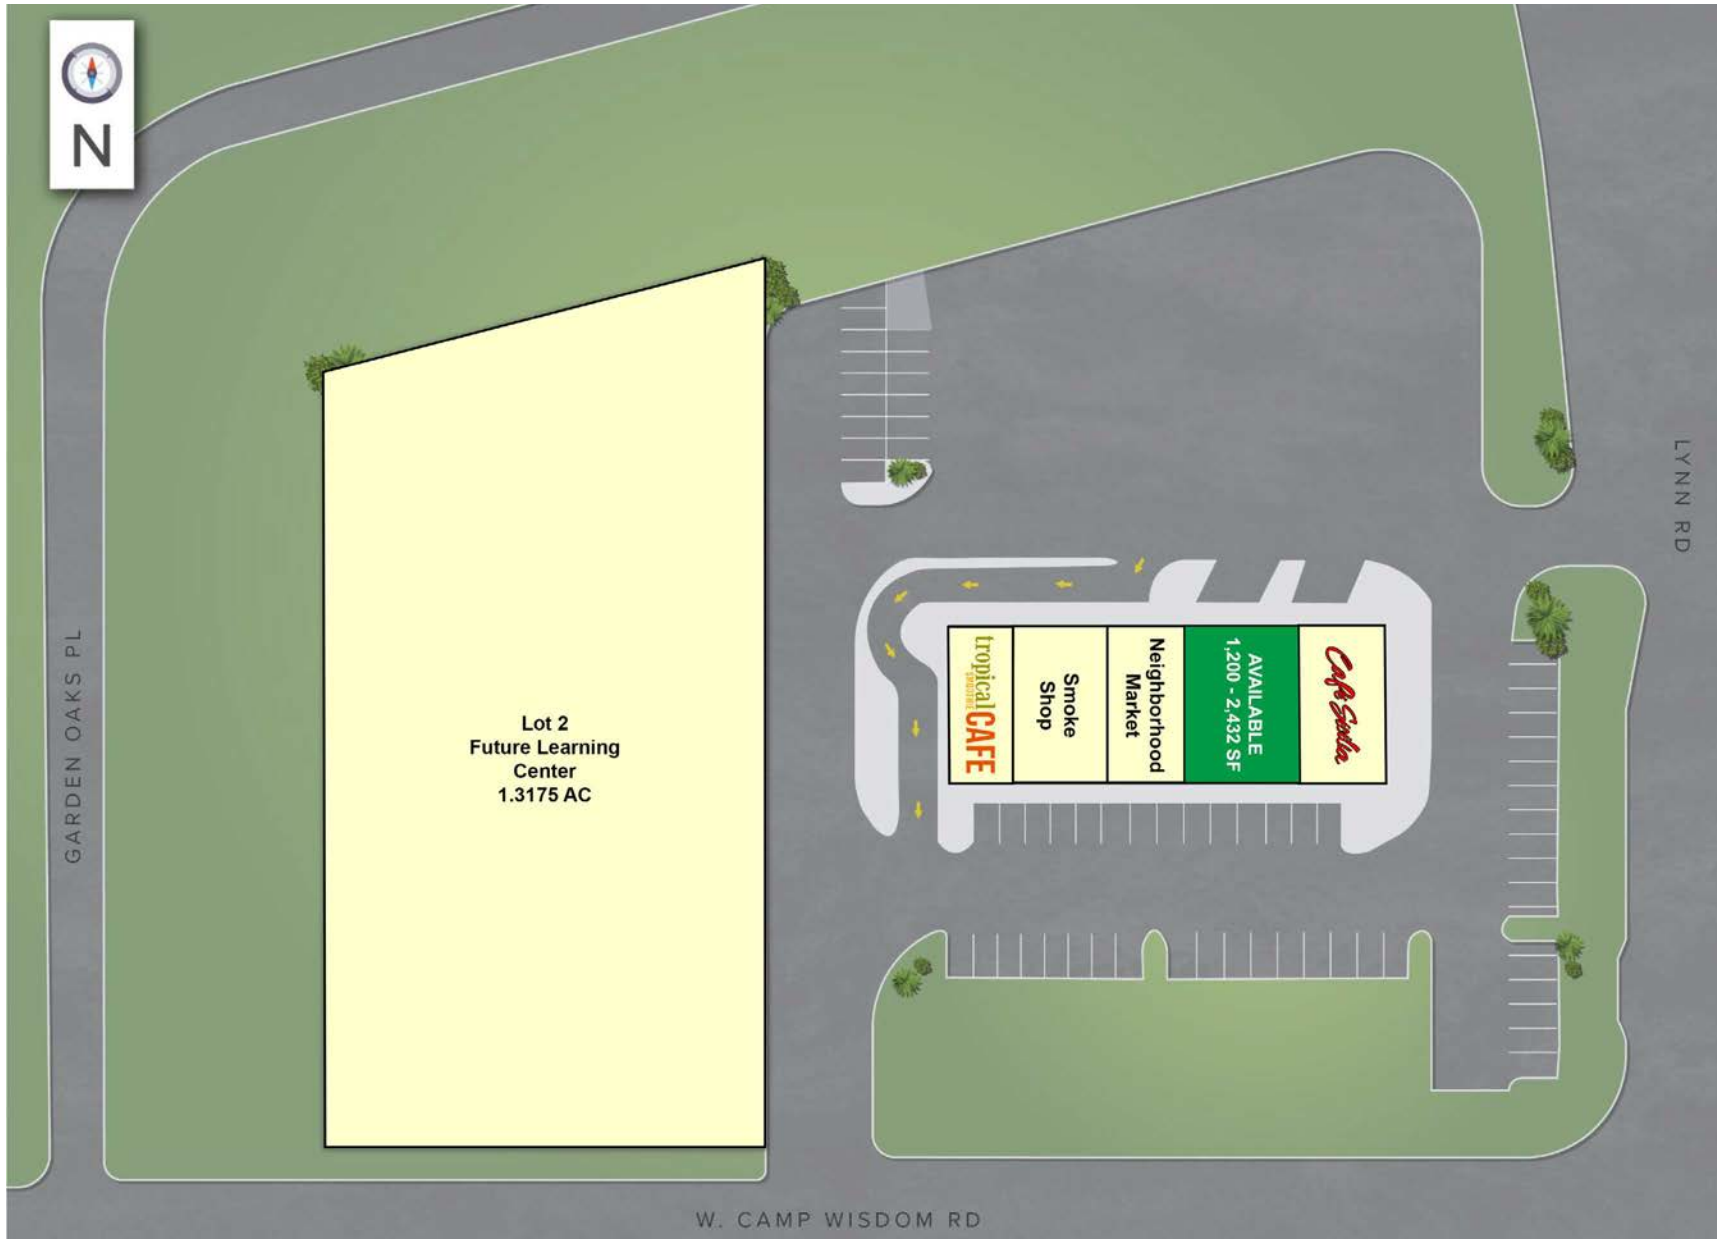 N
LYNN RD
GARDEN OAKS PL
Lot 2
Future Learning
Center
1.3175 AC
tropical
SMOOTHIE
CAFE
Smoke
Shop
Neighborhood
Market
AVAILABLE
1,200 - 2,432 SF
Cafe
W. CAMP WISDOM RD